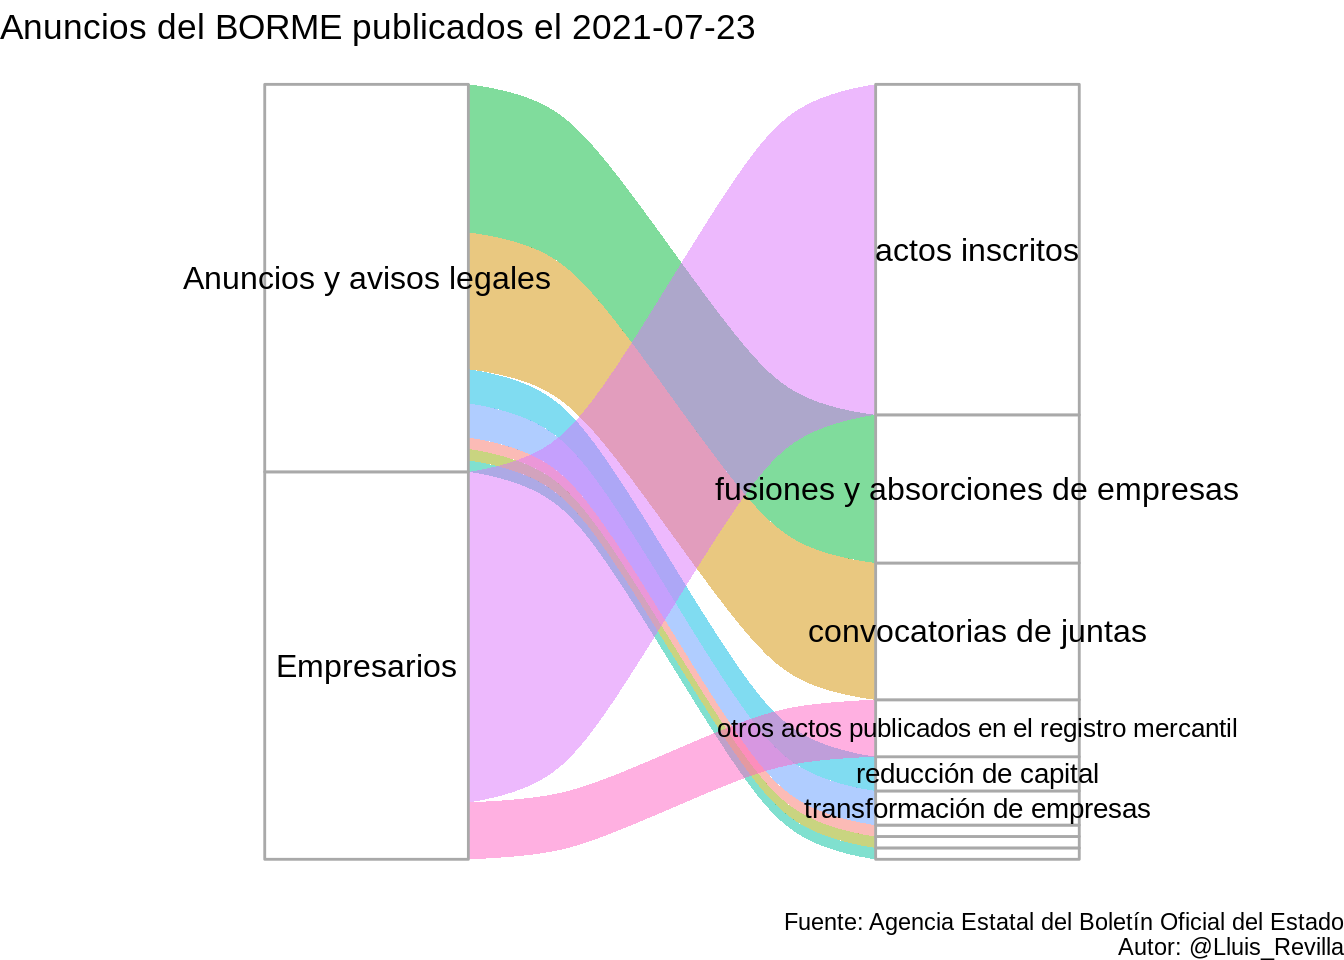 Anuncios del BORME publicados el 2021-07-23
actos inscritos
Anuncios y avisos legales
fusiones y absorciones de empresas
convocatorias de juntas
Empresarios
otros actos publicados en el registro mercantil
reducción de capital
transformación de empresas
Fuente: Agencia Estatal del Boletín Oficial del Estado
Autor: @Lluis_Revilla